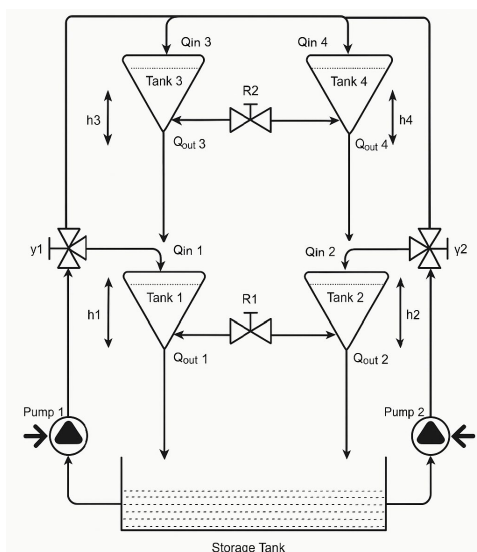 Qin 3
Qin 4
Tank 3
Tank 4
R2
h3
h4
Qout 3
Qout 4
y1
Qin 1
Qin 2
γ2
Tank 1
Tank 2
R1
h1
h2
Qout 1
Qout 2
Pump 1
Pump 2
Storage Tank